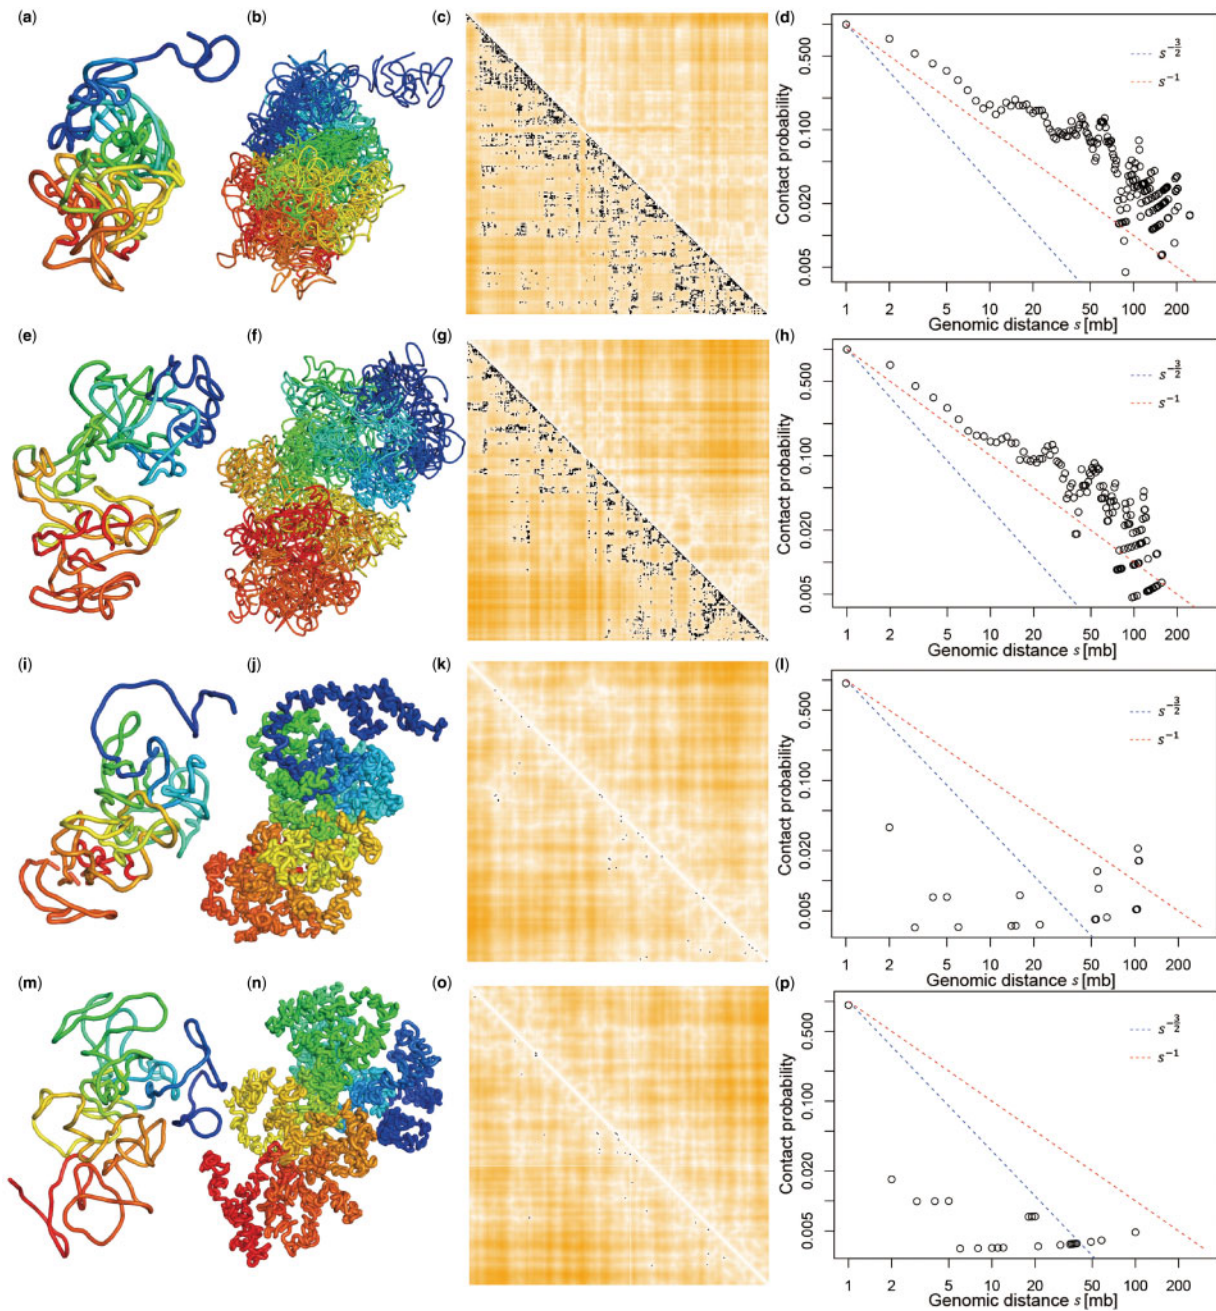 (a) (b) (c) (d)
Contact probability
0.500
0.100
0.020
0.005
s^{-3/2}
s^{-1}
1 2 5 10 20 50 100 200
Genomic distance s [mb]
(e) (f) (g) (h)
Contact probability
0.500
0.100
0.020
0.005
s^{-3/2}
s^{-1}
1 2 5 10 20 50 100 200
Genomic distance s [mb]
(i) (j) (k) (l)
Contact probability
0.500
0.100
0.020
0.005
s^{-3/2}
s^{-1}
1 2 5 10 20 50 100 200
Genomic distance s [mb]
(m) (n) (o) (p)
Contact probability
0.500
0.100
0.020
0.005
s^{-3/2}
s^{-1}
1 2 5 10 20 50 100 200
Genomic distance s [mb]